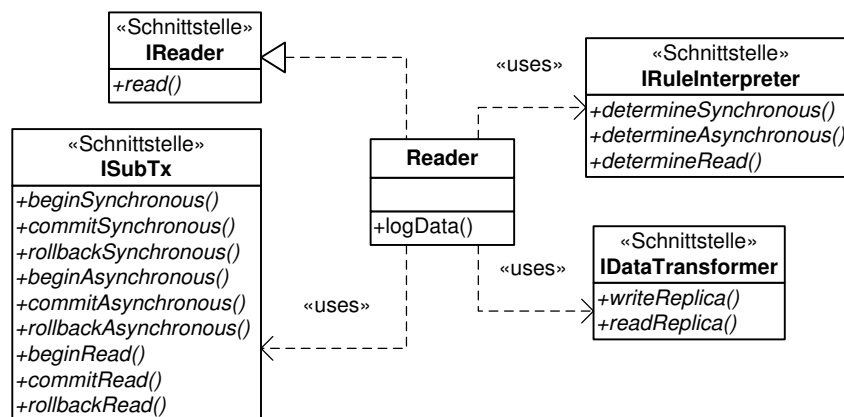 «Schnittstelle»
IReader
+read()
«uses»
«Schnittstelle»
IRuleInterpreter
+determineSynchronous()
+determineAsynchronous()
+determineRead()
«Schnittstelle»
ISubTx
+beginSynchronous()
+commitSynchronous()
+rollbackSynchronous()
+beginAsynchronous()
+commitAsynchronous()
+rollbackAsynchronous()
+beginRead()
+commitRead()
+rollbackRead()
Reader
+logData()
«uses»
«uses»
«Schnittstelle»
IDataTransformer
+writeReplica()
+readReplica()